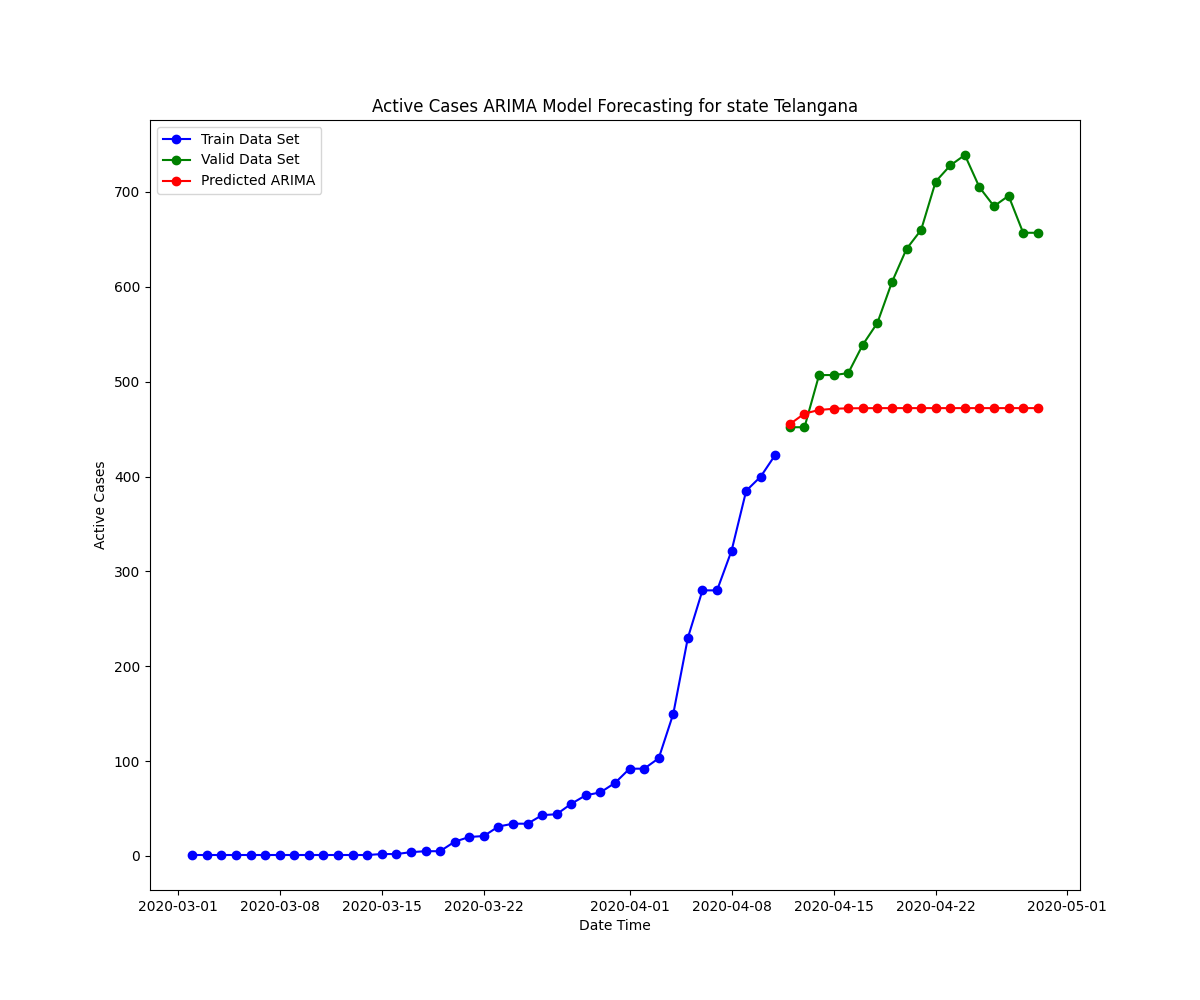 Active Cases ARIMA Model Forecasting for state Telangana
Train Data Set
Valid Data Set
Predicted ARIMA
700
600
500
400
300
200
100
0
Active Cases
2020-03-01 2020-03-08 2020-03-15 2020-03-22 2020-04-01 2020-04-08 2020-04-15 2020-04-22 2020-05-01
Date Time